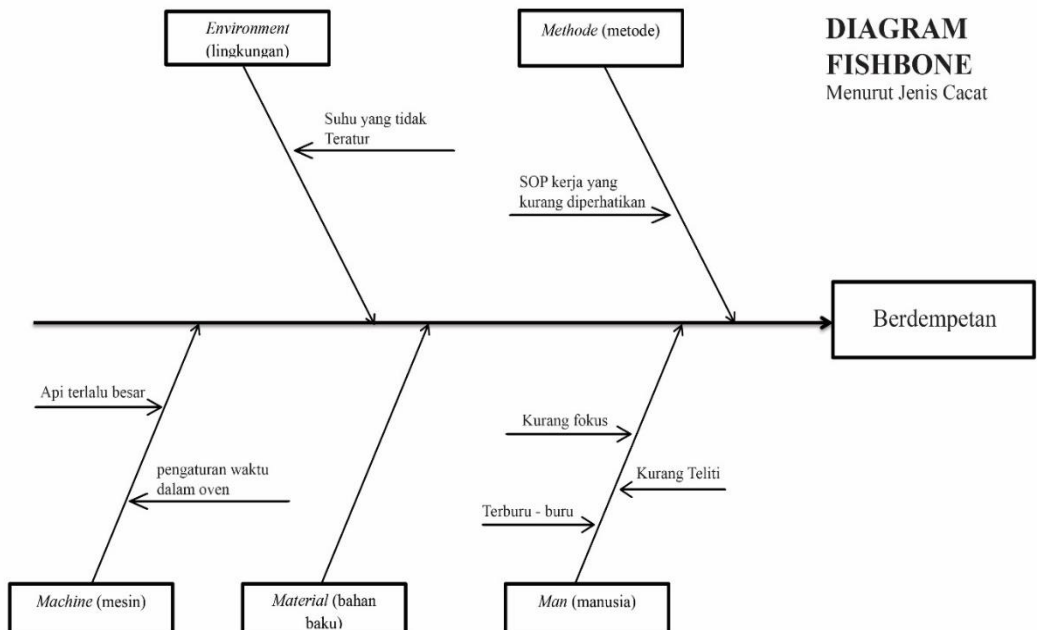 Environment
(lingkungan)
Methode (metode)
DIAGRAM
FISHBONE
Menurut Jenis Cacat
Suhu yang tidak
Teratur
SOP kerja yang
kurang diperhatikan
Berdempetan
Api terlalu besar
pengaturan waktu
dalam oven
Kurang fokus
Kurang Teliti
Terburu - buru
Machine (mesin)
Material (bahan
baku)
Man (manusia)